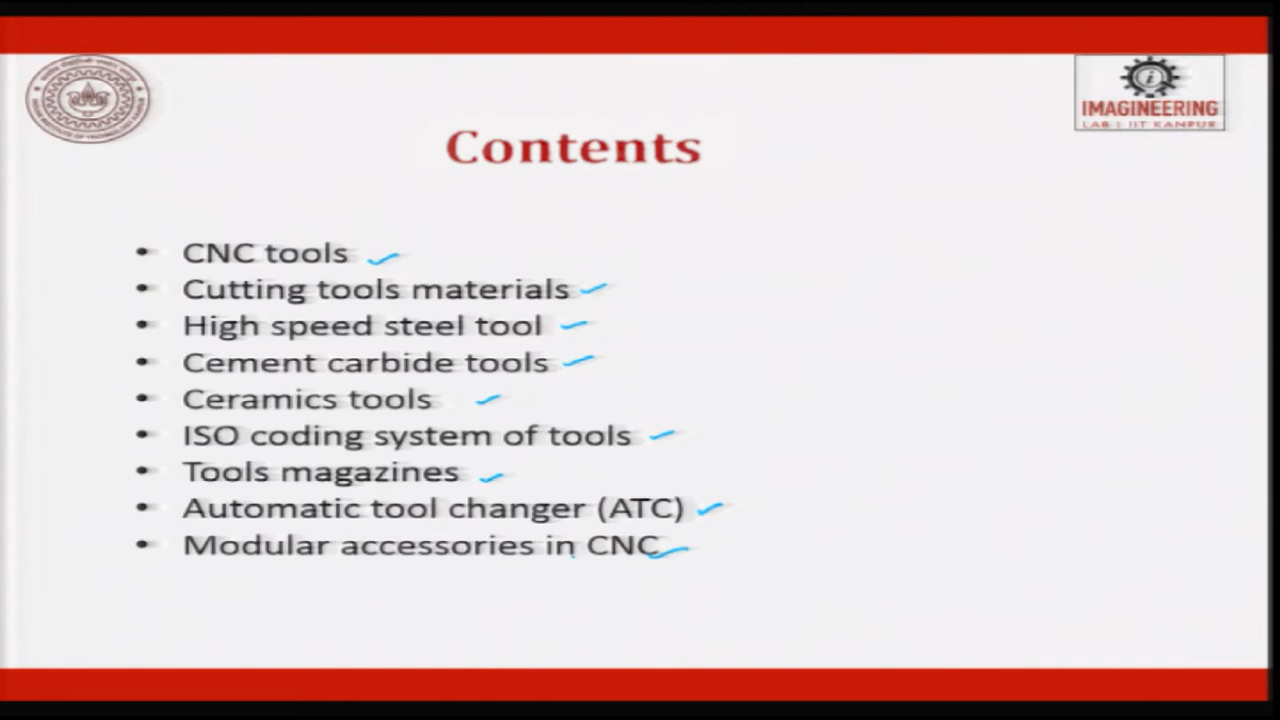 IMAGINEERING
LAB | IIT KANPUR
Contents
• CNC tools
• Cutting tools materials
• High speed steel tool
• Cement carbide tools
• Ceramics tools
• ISO coding system of tools
• Tools magazines
• Automatic tool changer (ATC)
• Modular accessories in CNC